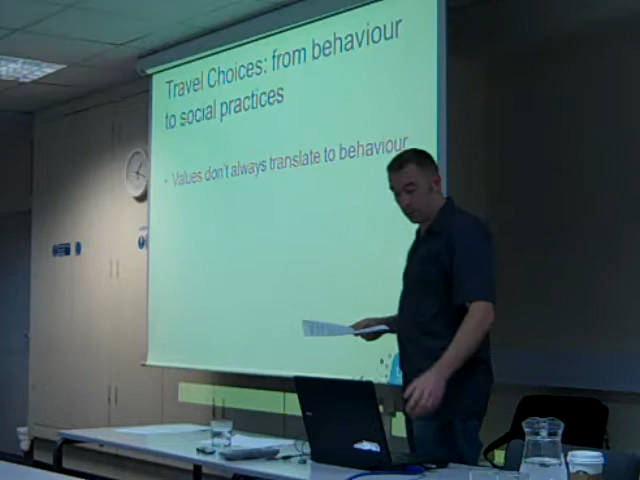 Travel Choices: from behaviour
to social practices
• Values don't always translate to behaviour